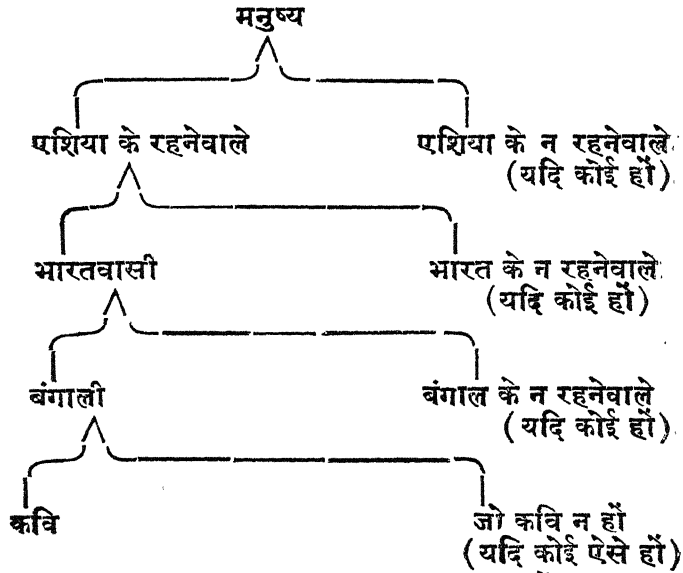 मनुष्य
एशिया के रहनेवाले एशिया के न रहनेवाले
(यदि कोई हों)
भारतवासी भारत के न रहनेवाले
(यदि कोई हों)
बंगाली बंगाल के न रहनेवाले
(यदि कोई हों)
कवि जो कवि न हों
(यदि कोई ऐसे हों)